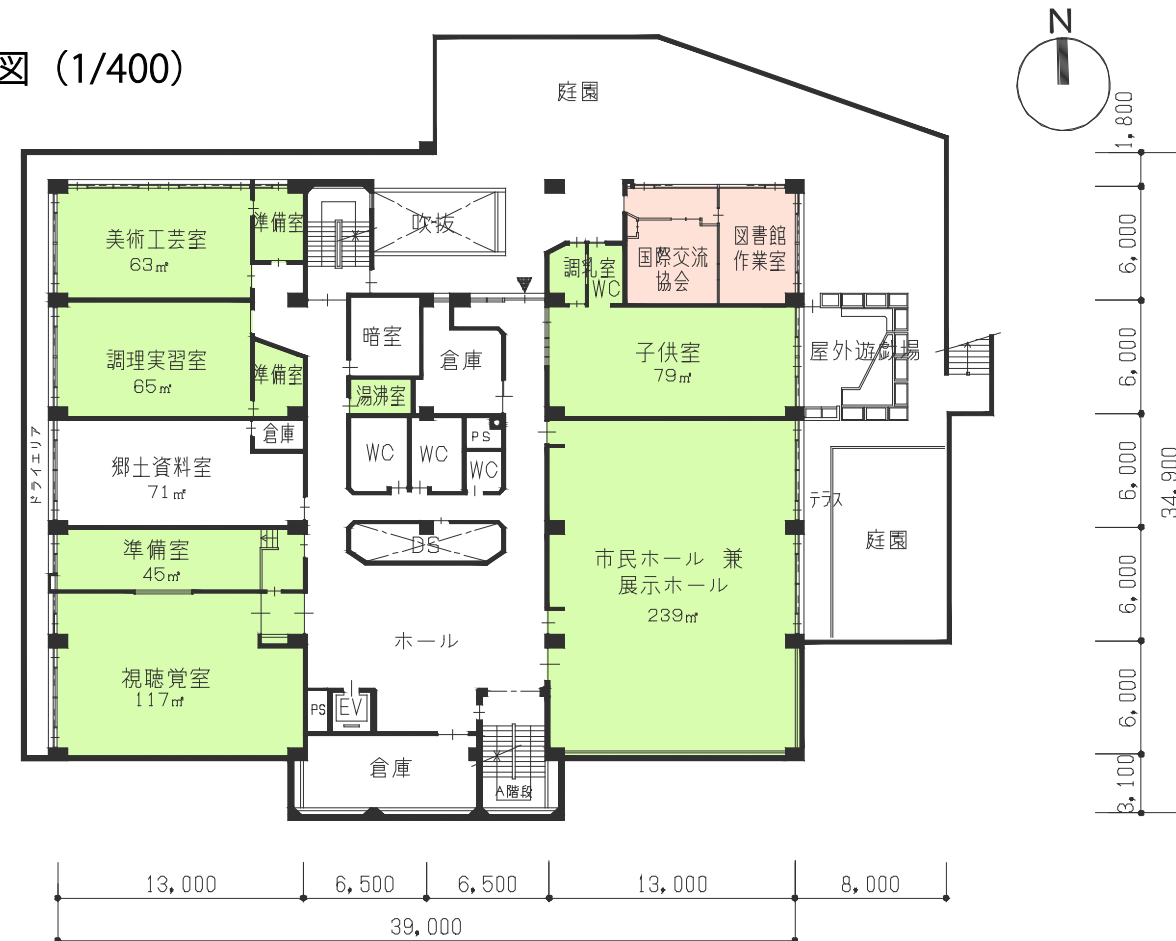 図（1/400）
N
庭園
1,800
美術工芸室
63㎡
準備室
吹抜
調乳室
WC
国際交流
協会
図書館
作業室
6,000
調理実習室
65㎡
準備室
暗室
倉庫
湯沸室
子供室
79㎡
屋外遊戯場
6,000
ドライエリア
倉庫
郷土資料室
71㎡
WC
WC
PS
WC
テラス
6,000
34,900
準備室
45㎡
DS
市民ホール 兼
展示ホール
239㎡
庭園
6,000
ホール
視聴覚室
117㎡
PS
EV
6,000
倉庫
A階段
3,100
13,000
6,500
6,500
13,000
8,000
39,000